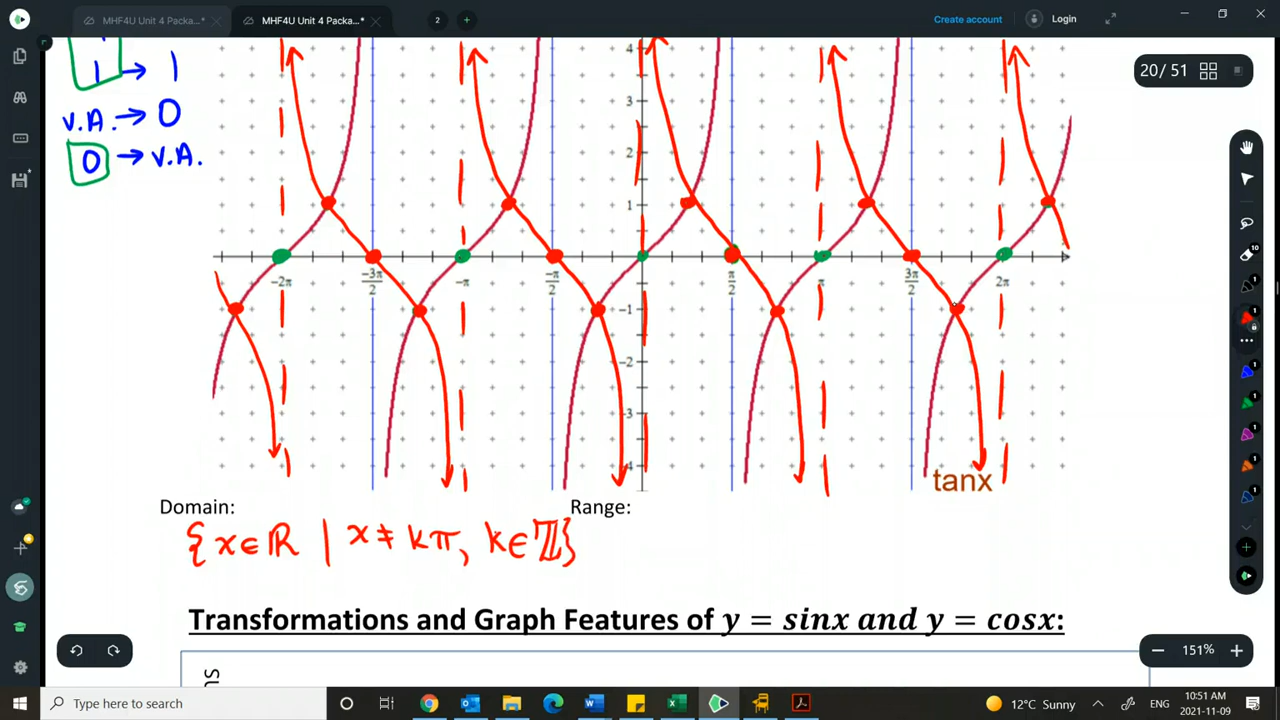 MHF4U Unit 4 Packa...*
MHF4U Unit 4 Packa...*
2
Create account
Login
20/ 51
1 → 1
V.A. → 0
0 → V.A.
4
3
2
1
-1
-2
-3
-4
-2π
-3π/2
-π
-π/2
π/2
π
3π/2
2π
tanx
Domain:
Range:
{x∈ℝ | x ≠ kπ, k∈ℤ}
Transformations and Graph Features of y = sinx and y = cosx:
151%
Type here to search
12°C Sunny
ENG
10:51 AM
2021-11-09